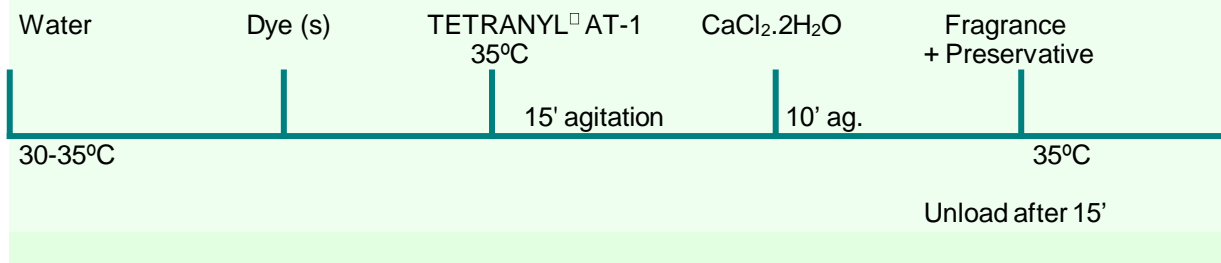 Water Dye (s) TETRANYL□ AT-1 CaCl₂.2H₂O Fragrance
35ºC + Preservative
15' agitation 10’ ag.
30-35ºC 35ºC
Unload after 15’